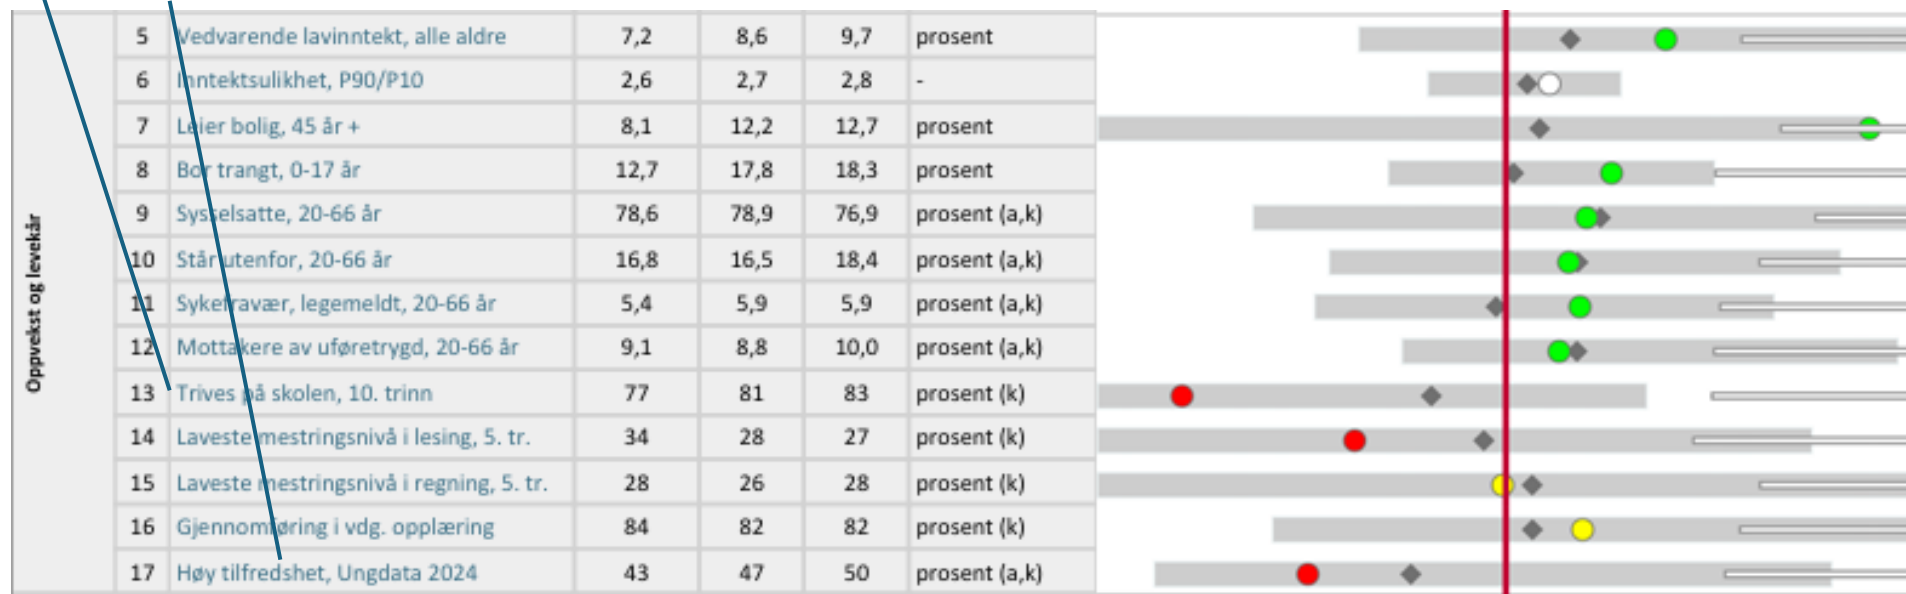 Oppvekst og levekår
5 Vedvarende lavinntekt, alle aldre 7,2 8,6 9,7 prosent
6 Inntektsulikhet, P90/P10 2,6 2,7 2,8 -
7 Leier bolig, 45 år + 8,1 12,2 12,7 prosent
8 Bor trangt, 0-17 år 12,7 17,8 18,3 prosent
9 Sysselsatte, 20-66 år 78,6 78,9 76,9 prosent (a,k)
10 Står utenfor, 20-66 år 16,8 16,5 18,4 prosent (a,k)
11 Sykefravær, legemeldt, 20-66 år 5,4 5,9 5,9 prosent (a,k)
12 Mottakere av uføretrygd, 20-66 år 9,1 8,8 10,0 prosent (a,k)
13 Trives på skolen, 10. trinn 77 81 83 prosent (k)
14 Laveste mestringsnivå i lesing, 5. tr. 34 28 27 prosent (k)
15 Laveste mestringsnivå i regning, 5. tr. 28 26 28 prosent (k)
16 Gjennomføring i vdg. opplæring 84 82 82 prosent (k)
17 Høy tilfredshet, Ungdata 2024 43 47 50 prosent (a,k)